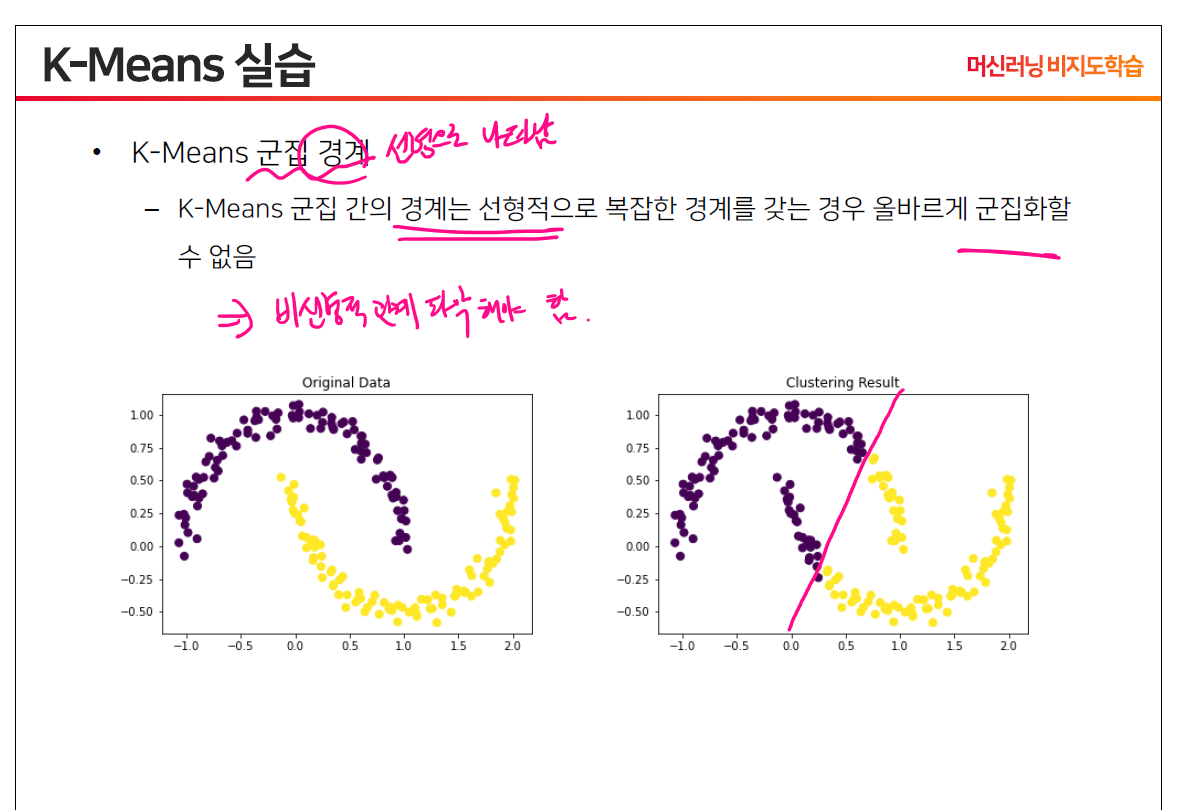 K-Means 실습
머신러닝 비지도학습
• K-Means 군집 경계 선형으로 나타남
– K-Means 군집 간의 경계는 선형적으로 복잡한 경계를 갖는 경우 올바르게 군집화할
수 없음
⇒ 비선형적 관계 파악해야 함.
Original Data
1.00
0.75
0.50
0.25
0.00
−0.25
−0.50
−1.0 −0.5 0.0 0.5 1.0 1.5 2.0
Clustering Result
1.00
0.75
0.50
0.25
0.00
−0.25
−0.50
−1.0 −0.5 0.0 0.5 1.0 1.5 2.0